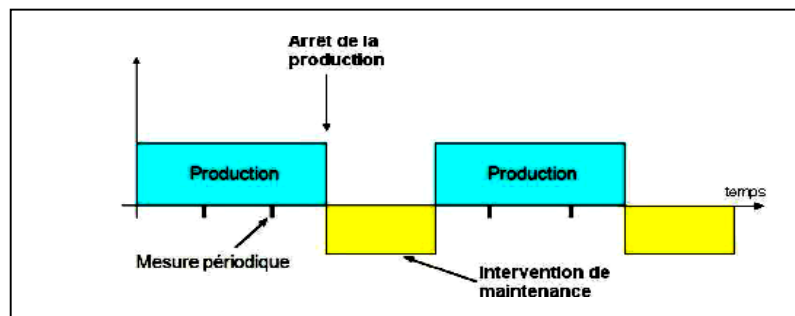 Arrêt de la
production
Production
Production
temps
Mesure périodique
Intervention de
maintenance